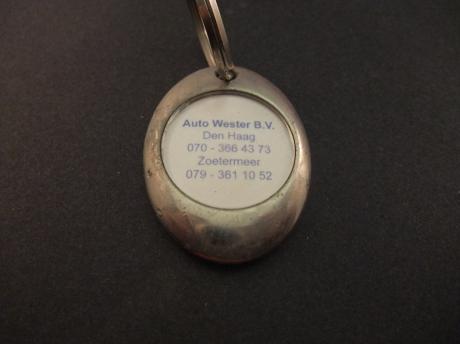 Auto Wester B.V.
Den Haag
070 - 366 43 73
Zoetermeer
079 - 361 10 52